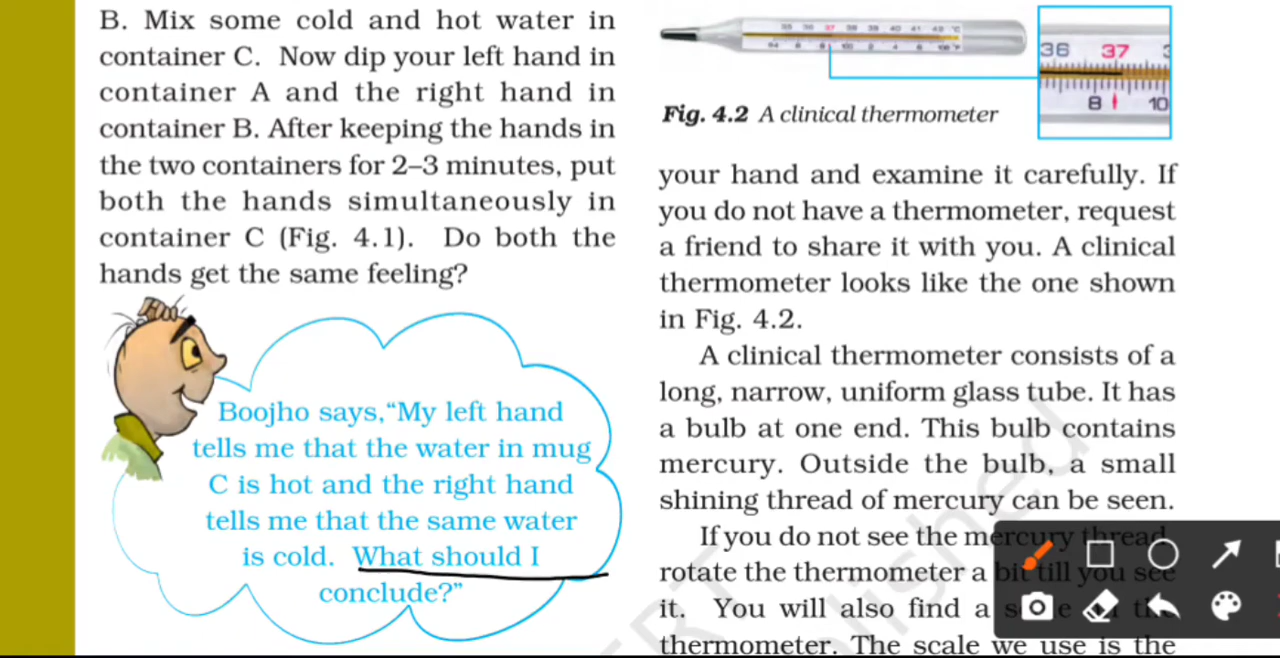 B. Mix some cold and hot water in
container C. Now dip your left hand in
container A and the right hand in
container B. After keeping the hands in
the two containers for 2–3 minutes, put
both the hands simultaneously in
container C (Fig. 4.1). Do both the
hands get the same feeling?
Boojho says,“My left hand
tells me that the water in mug
C is hot and the right hand
tells me that the same water
is cold. What should I
conclude?”
36 37
8 10
Fig. 4.2 A clinical thermometer
your hand and examine it carefully. If
you do not have a thermometer, request
a friend to share it with you. A clinical
thermometer looks like the one shown
in Fig. 4.2.
A clinical thermometer consists of a
long, narrow, uniform glass tube. It has
a bulb at one end. This bulb contains
mercury. Outside the bulb, a small
shining thread of mercury can be seen.
If you do not see the mercury thread
rotate the thermometer a bit till you see
it. You will also find a
thermometer. The scale we use is the